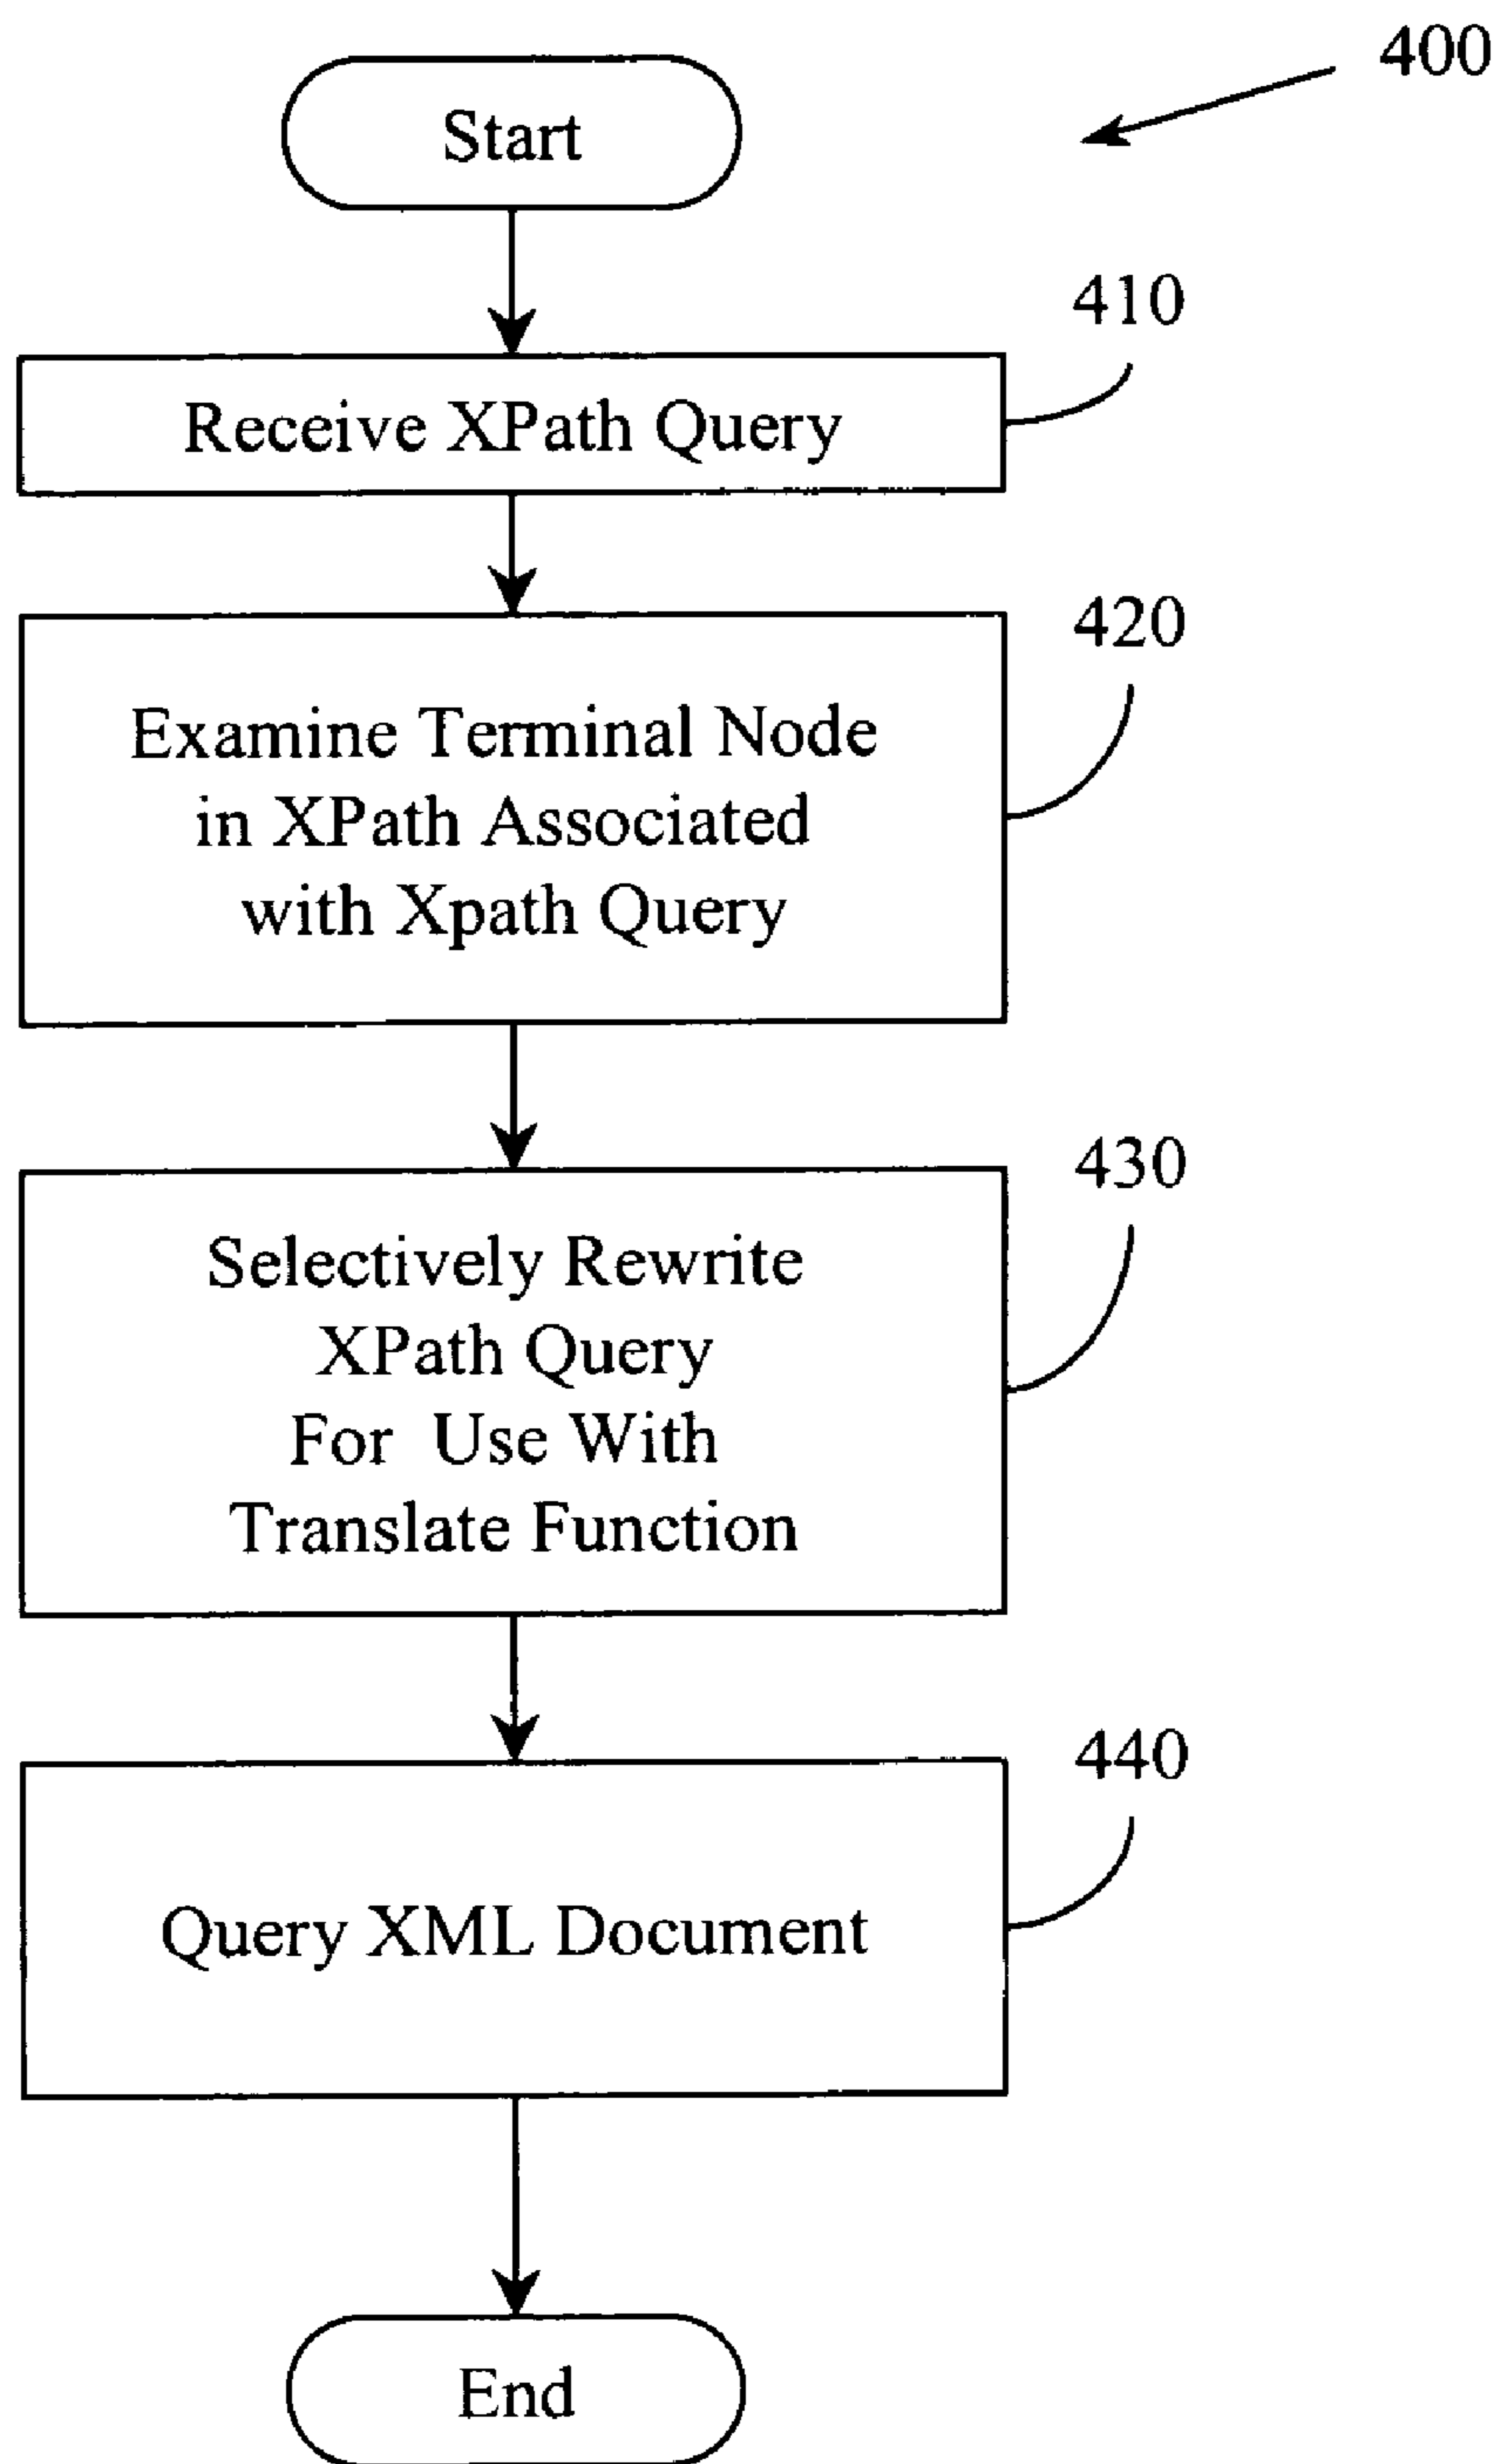 400
Start
410
Receive XPath Query
420
Examine Terminal Node
in XPath Associated
with Xpath Query
430
Selectively Rewrite
XPath Query
For Use With
Translate Function
440
Query XML Document
End